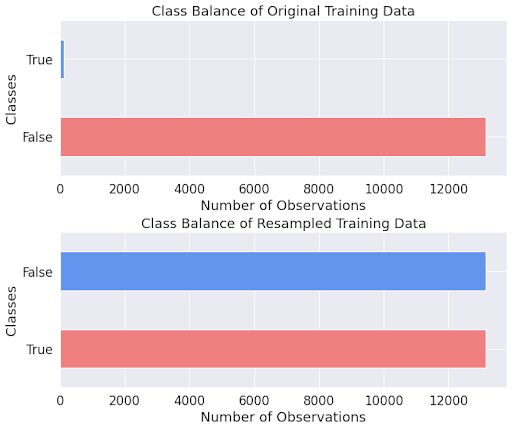 Class Balance of Original Training Data
Classes
True
False
0 2000 4000 6000 8000 10000 12000
Number of Observations
Class Balance of Resampled Training Data
Classes
False
True
0 2000 4000 6000 8000 10000 12000
Number of Observations